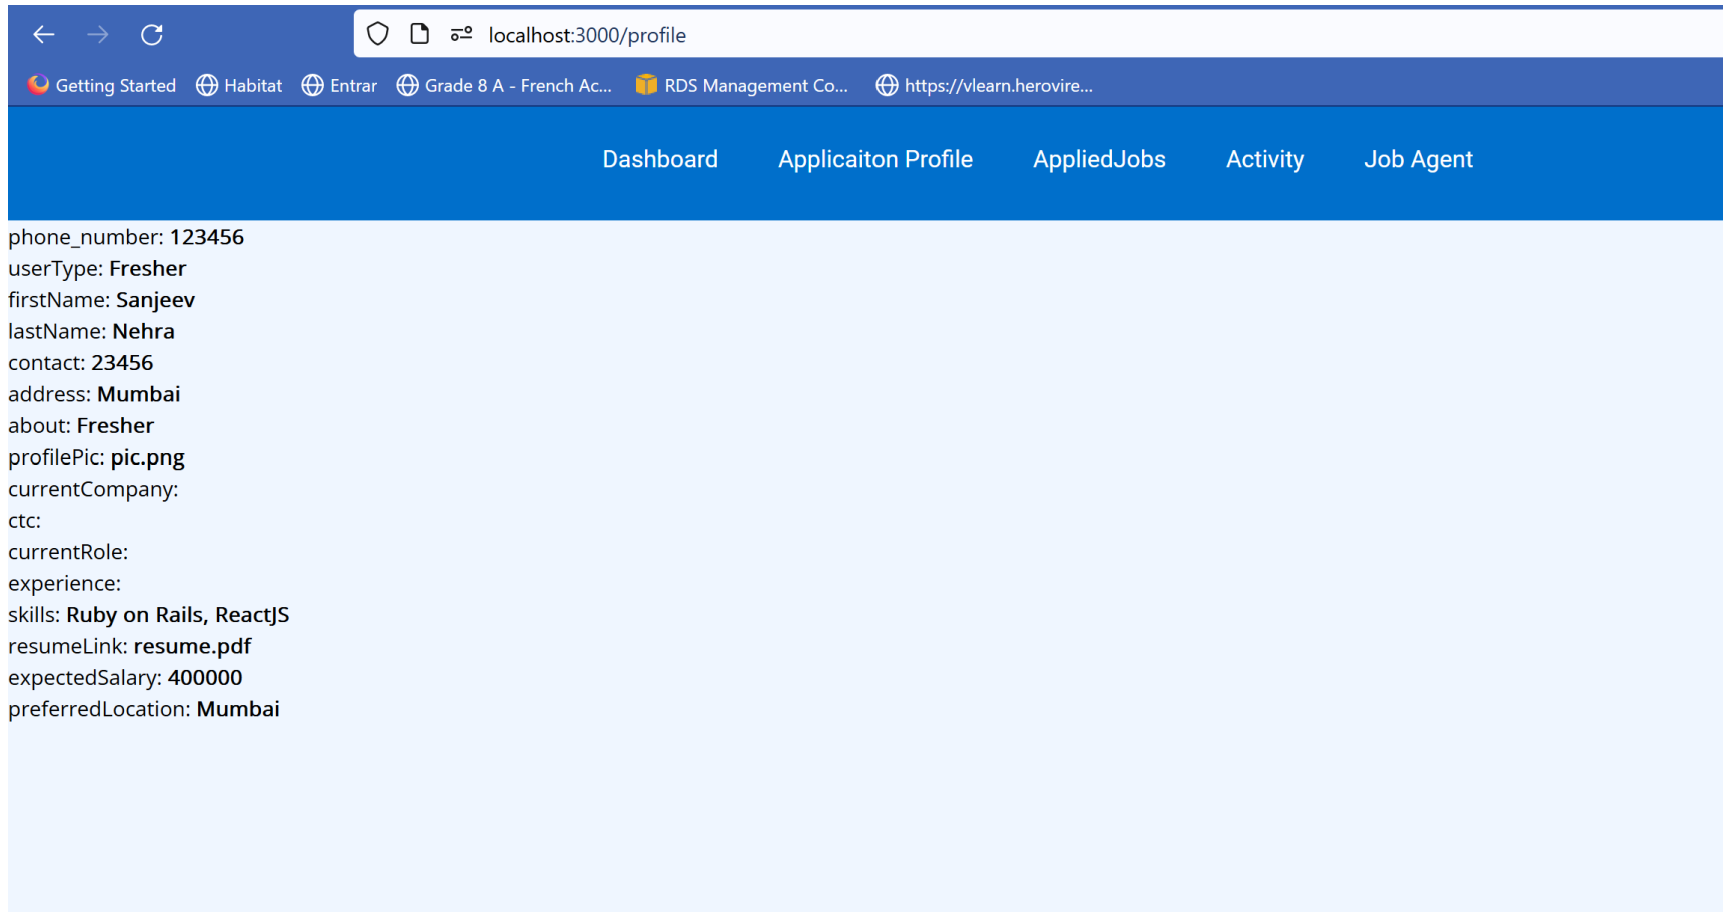 localhost:3000/profile
Getting Started Habitat Entrar Grade 8 A - French Ac... RDS Management Co... https://vlearn.herovire...
Dashboard Applicaiton Profile AppliedJobs Activity Job Agent
phone_number: 123456
userType: Fresher
firstName: Sanjeev
lastName: Nehra
contact: 23456
address: Mumbai
about: Fresher
profilePic: pic.png
currentCompany:
ctc:
currentRole:
experience:
skills: Ruby on Rails, ReactJS
resumeLink: resume.pdf
expectedSalary: 400000
preferredLocation: Mumbai